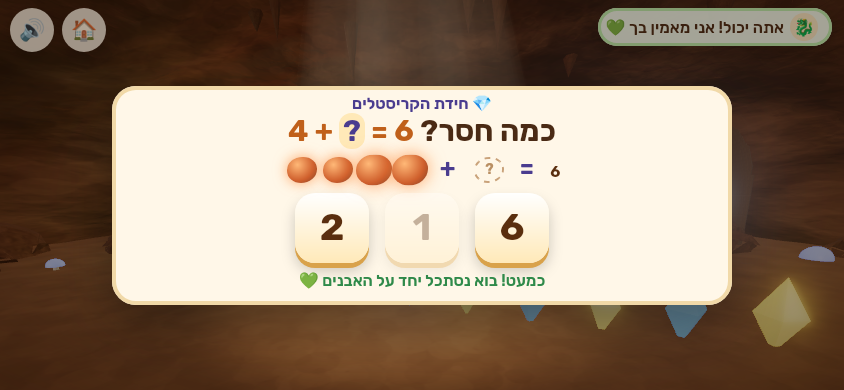 אתה יכול! אני מאמין בך 💚
💎 חידת הקריסטלים
כמה חסר? 4 + ? = 6
+ ? = 6
2 1 6
כמעט! בוא נסתכל יחד על האבנים 💚